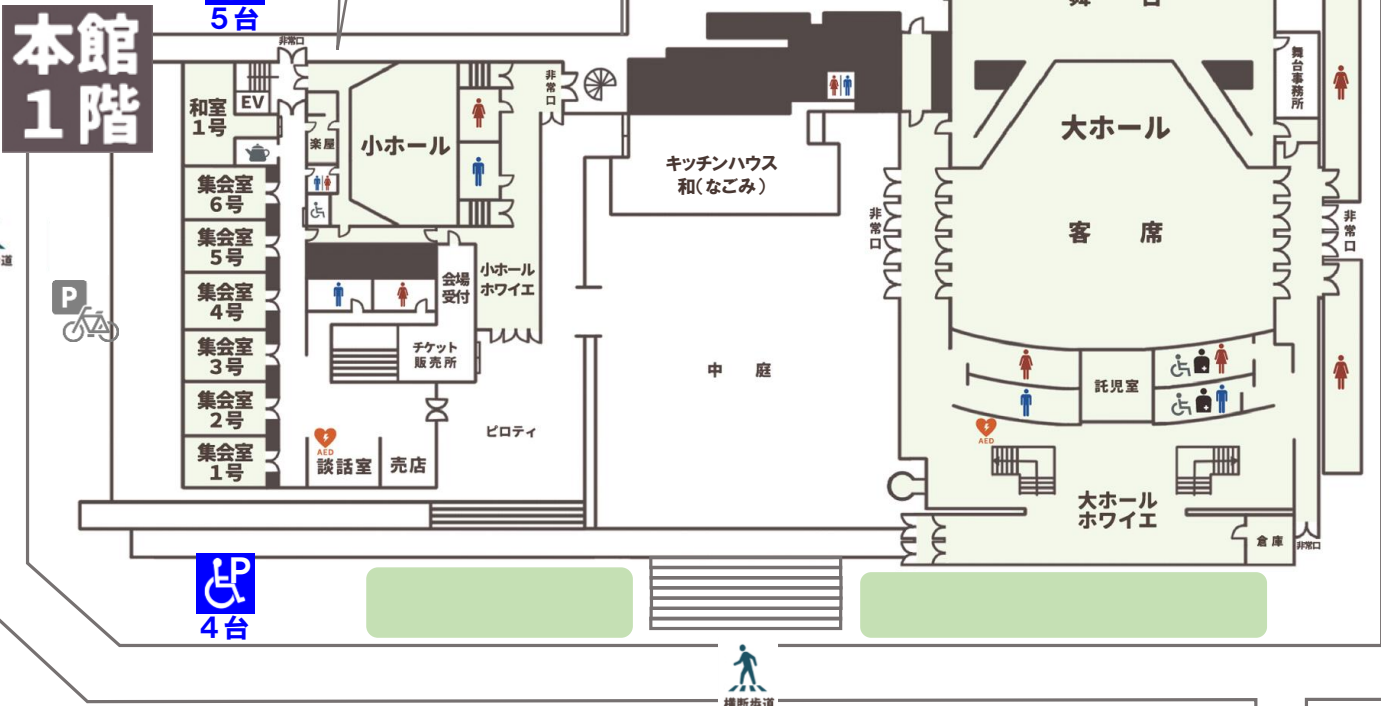 5台
本館
1階
非常口
EV
和室
1号
楽屋
小ホール
非常口
集会室
6号
集会室
5号
集会室
4号
集会室
3号
集会室
2号
集会室
1号
会場
受付
小ホール
ホワイエ
チケット
販売所
AED
談話室
売店
ピロティ
キッチンハウス
和(なごみ)
中庭
非常口
舞台
舞台事務所
大ホール
客席
非常口
託児室
AED
大ホール
ホワイエ
倉庫
非常口
道
P
P
4台
横断歩道